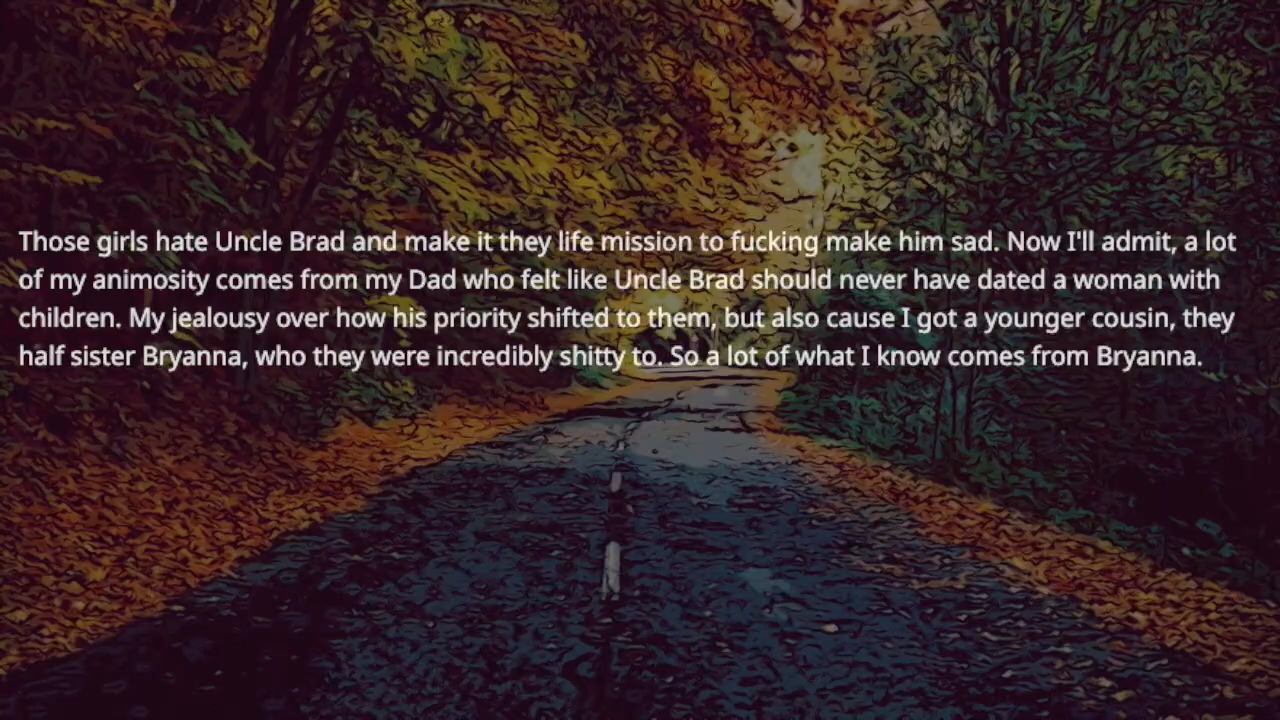 Those girls hate Uncle Brad and make it they life mission to fucking make him sad. Now I'll admit, a lot
of my animosity comes from my Dad who felt like Uncle Brad should never have dated a woman with
children. My jealousy over how his priority shifted to them, but also cause I got a younger cousin, they
half sister Bryanna, who they were incredibly shitty to. So a lot of what I know comes from Bryanna.